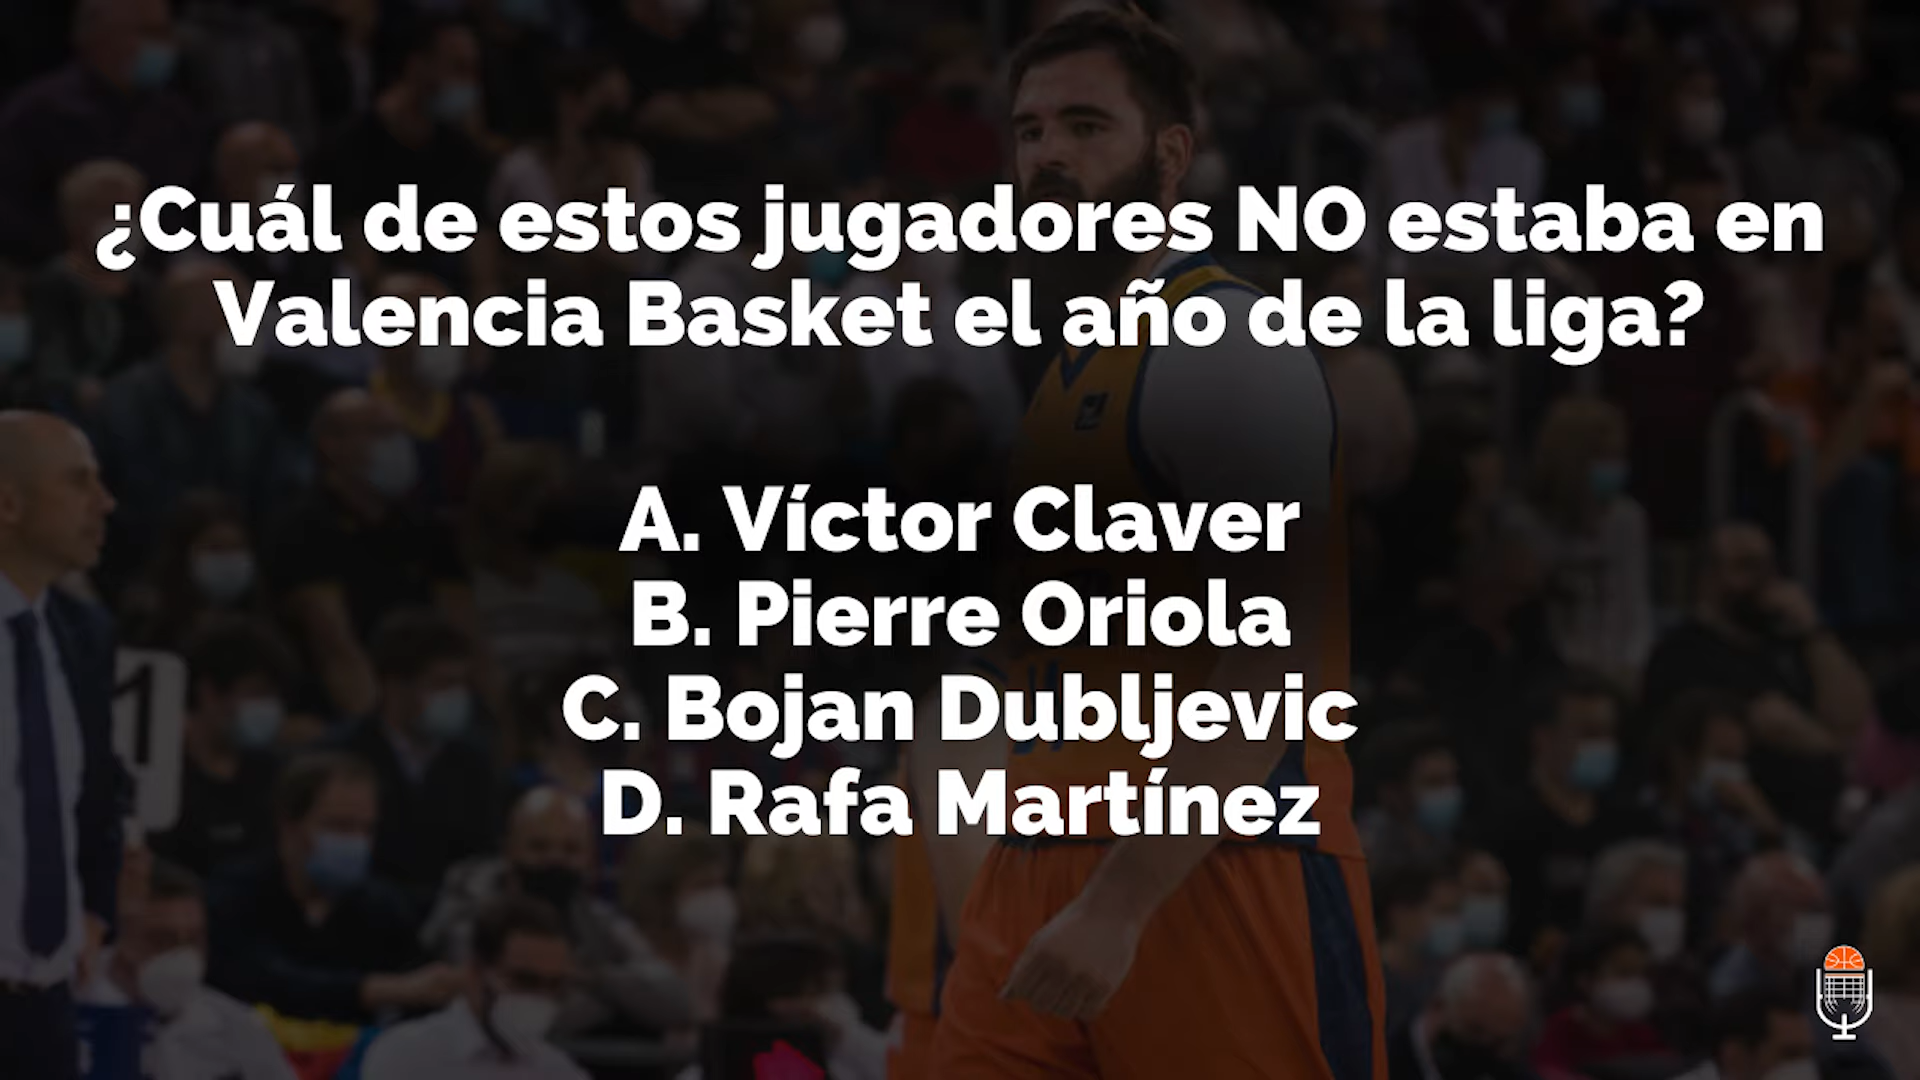 ¿Cuál de estos jugadores NO estaba en
Valencia Basket el año de la liga?
A. Víctor Claver
B. Pierre Oriola
C. Bojan Dubljevic
D. Rafa Martínez
1